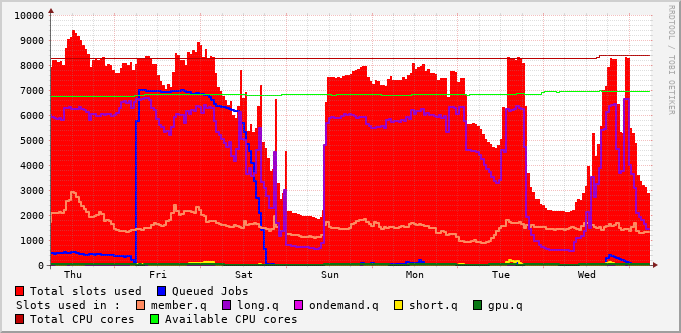 10000
9000
8000
7000
6000
5000
4000
3000
2000
1000
0
Thu Fri Sat Sun Mon Tue Wed
RRDTOOL / TOBI OETIKER
Total slots used Queued Jobs
Slots used in : member.q long.q ondemand.q short.q gpu.q
Total CPU cores Available CPU cores